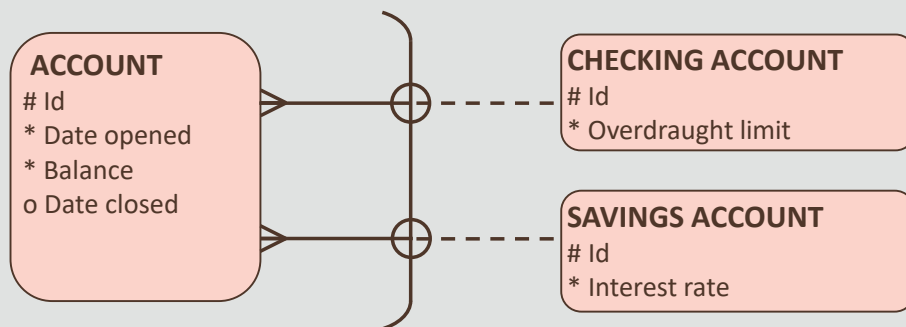 ACCOUNT
# Id
* Date opened
* Balance
o Date closed
CHECKING ACCOUNT
# Id
* Overdraught limit
SAVINGS ACCOUNT
# Id
* Interest rate